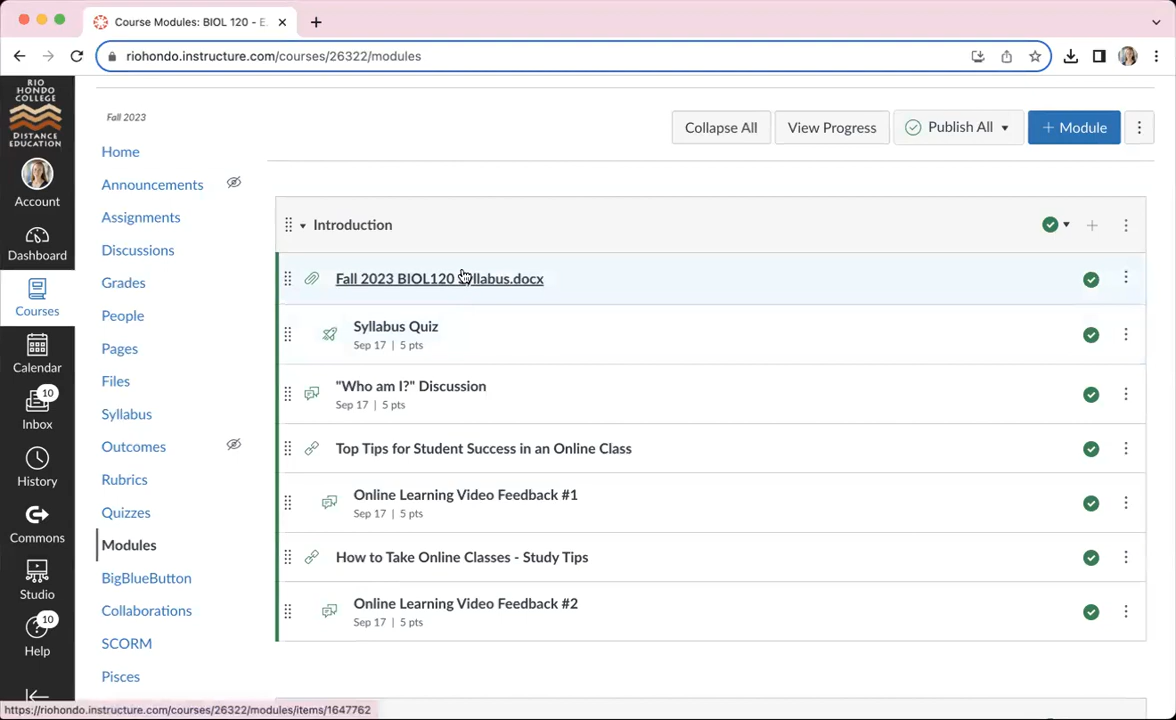 Course Modules: BIOL 120 - E
riohondo.instructure.com/courses/26322/modules
RIO
HONDO
COLLEGE
DISTANCE
EDUCATION
Account
Dashboard
Courses
Calendar
10
Inbox
History
Commons
Studio
10
Help
Fall 2023
Home
Announcements
Assignments
Discussions
Grades
People
Pages
Files
Syllabus
Outcomes
Rubrics
Quizzes
Modules
BigBlueButton
Collaborations
SCORM
Pisces
Collapse All
View Progress
Publish All
+ Module
Introduction
Fall 2023 BIOL120 Syllabus.docx
Syllabus Quiz
Sep 17 | 5 pts
"Who am I?" Discussion
Sep 17 | 5 pts
Top Tips for Student Success in an Online Class
Online Learning Video Feedback #1
Sep 17 | 5 pts
How to Take Online Classes - Study Tips
Online Learning Video Feedback #2
Sep 17 | 5 pts
https://riohondo.instructure.com/courses/26322/modules/items/1647762